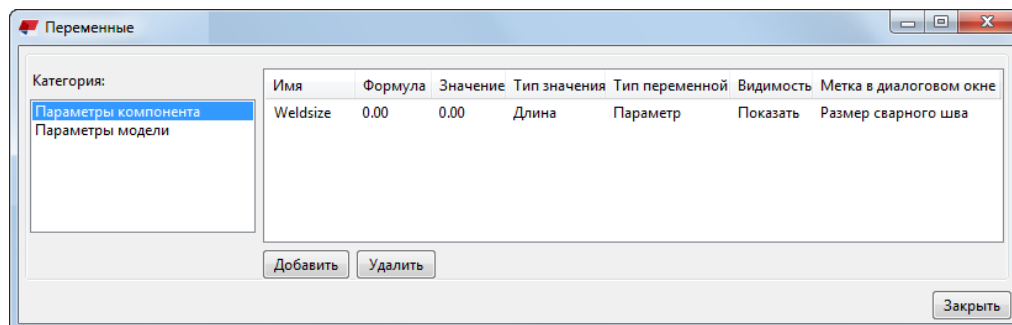 Переменные
Категория:
Параметры компонента
Параметры модели
Имя Формула Значение Тип значения Тип переменной Видимость Метка в диалоговом окне
Weldsize 0.00 0.00 Длина Параметр Показать Размер сварного шва
Добавить Удалить
Закрыть